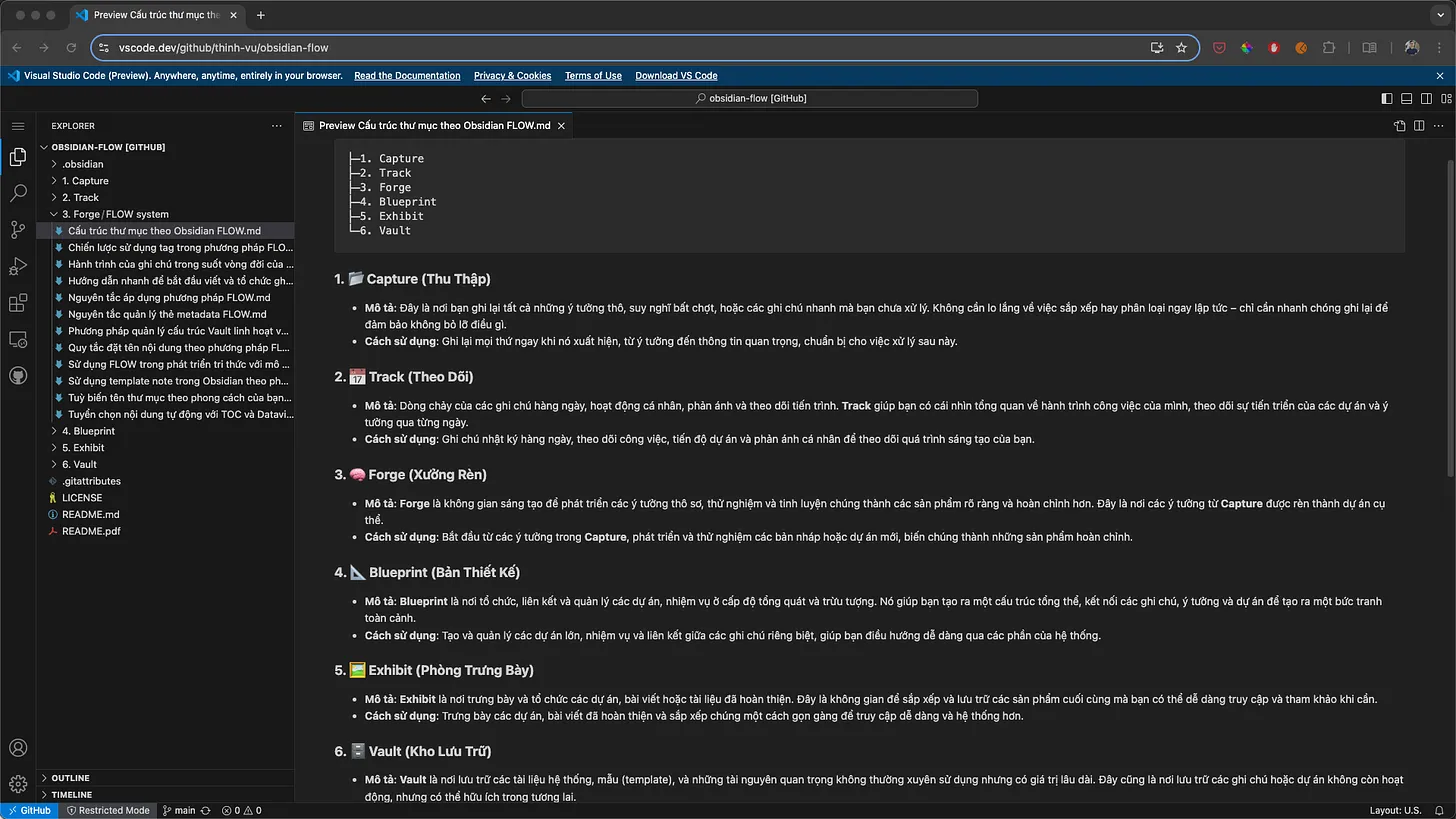 Preview Cấu trúc thư mục the
vscode.dev/github/thinh-vu/obsidian-flow
Visual Studio Code (Preview). Anywhere, anytime, entirely in your browser. Read the Documentation Privacy & Cookies Terms of Use Download VS Code
obsidian-flow [GitHub]
EXPLORER
Preview Cấu trúc thư mục theo Obsidian FLOW.md
OBSIDIAN-FLOW [GITHUB]
.obsidian
1. Capture
2. Track
3. Forge / FLOW system
Cấu trúc thư mục theo Obsidian FLOW.md
Chiến lược sử dụng tag trong phương pháp FLO...
Hành trình của ghi chú trong suốt vòng đời của ...
Hướng dẫn nhanh để bắt đầu viết và tổ chức gh...
Nguyên tắc áp dụng phương pháp FLOW.md
Nguyên tắc quản lý thẻ metadata FLOW.md
Phương pháp quản lý cấu trúc Vault linh hoạt v...
Quy tắc đặt tên nội dung theo phương pháp FL...
Sử dụng FLOW trong phát triển tri thức với mô ...
Sử dụng template note trong Obsidian theo ph...
Tuỳ biến tên thư mục theo phong cách của bạn...
Tuyển chọn nội dung tự động với TOC và Datavi...
4. Blueprint
5. Exhibit
6. Vault
.gitattributes
LICENSE
README.md
README.pdf
OUTLINE
TIMELINE
├─1. Capture
├─2. Track
├─3. Forge
├─4. Blueprint
├─5. Exhibit
└─6. Vault
1. 📂 Capture (Thu Thập)
• Mô tả: Đây là nơi bạn ghi lại tất cả những ý tưởng thô, suy nghĩ bất chợt, hoặc các ghi chú nhanh mà bạn chưa xử lý. Không cần lo lắng về việc sắp xếp hay phân loại ngay lập tức – chỉ cần nhanh chóng ghi lại để
đảm bảo không bỏ lỡ điều gì.
• Cách sử dụng: Ghi lại mọi thứ ngay khi nó xuất hiện, từ ý tưởng đến thông tin quan trọng, chuẩn bị cho việc xử lý sau này.
2. 📅 Track (Theo Dõi)
• Mô tả: Dòng chảy của các ghi chú hàng ngày, hoạt động cá nhân, phản ánh và theo dõi tiến trình. Track giúp bạn có cái nhìn tổng quan về hành trình công việc của mình, theo dõi sự tiến triển của các dự án và ý
tưởng qua từng ngày.
• Cách sử dụng: Ghi chú nhật ký hàng ngày, theo dõi công việc, tiến độ dự án và phản ánh cá nhân để theo dõi quá trình sáng tạo của bạn.
3. 🧠 Forge (Xưởng Rèn)
• Mô tả: Forge là không gian sáng tạo để phát triển các ý tưởng thô sơ, thử nghiệm và tinh luyện chúng thành các sản phẩm rõ ràng và hoàn chỉnh hơn. Đây là nơi các ý tưởng từ Capture được rèn thành dự án cụ
thể.
• Cách sử dụng: Bắt đầu từ các ý tưởng trong Capture, phát triển và thử nghiệm các bản nháp hoặc dự án mới, biến chúng thành những sản phẩm hoàn chỉnh.
4. 📐 Blueprint (Bản Thiết Kế)
• Mô tả: Blueprint là nơi tổ chức, liên kết và quản lý các dự án, nhiệm vụ ở cấp độ tổng quát và trừu tượng. Nó giúp bạn tạo ra một cấu trúc tổng thể, kết nối các ghi chú, ý tưởng và dự án để tạo ra một bức tranh
toàn cảnh.
• Cách sử dụng: Tạo và quản lý các dự án lớn, nhiệm vụ và liên kết giữa các ghi chú riêng biệt, giúp bạn điều hướng dễ dàng qua các phần của hệ thống.
5. 🖼️ Exhibit (Phòng Trưng Bày)
• Mô tả: Exhibit là nơi trưng bày và tổ chức các dự án, bài viết hoặc tài liệu đã hoàn thiện. Đây là không gian để sắp xếp và lưu trữ các sản phẩm cuối cùng mà bạn có thể dễ dàng truy cập và tham khảo khi cần.
• Cách sử dụng: Trưng bày các dự án, bài viết đã hoàn thiện và sắp xếp chúng một cách gọn gàng để truy cập dễ dàng và hệ thống hơn.
6. 🗄️ Vault (Kho Lưu Trữ)
• Mô tả: Vault là nơi lưu trữ các tài liệu hệ thống, mẫu (template), và những tài nguyên quan trọng không thường xuyên sử dụng nhưng có giá trị lâu dài. Đây cũng là nơi lưu trữ các ghi chú hoặc dự án không còn hoạt
động, nhưng có thể hữu ích trong tương lai.
GitHub Restricted Mode main 0 0 Layout: U.S.